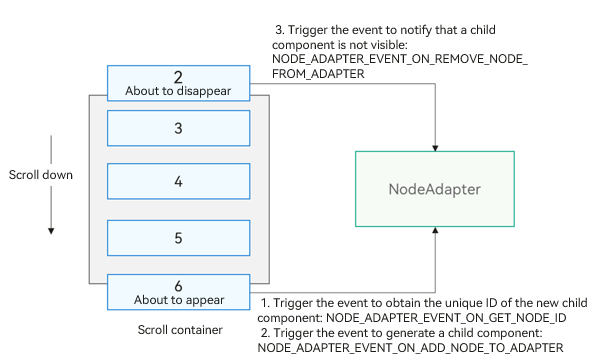 3. Trigger the event to notify that a child
component is not visible:
NODE_ADAPTER_EVENT_ON_REMOVE_NODE_
FROM_ADAPTER
2
About to disappear
3
Scroll down
4
NodeAdapter
5
6
About to appear
Scroll container
1. Trigger the event to obtain the unique ID of the new child
component: NODE_ADAPTER_EVENT_ON_GET_NODE_ID
2. Trigger the event to generate a child component:
NODE_ADAPTER_EVENT_ON_ADD_NODE_TO_ADAPTER